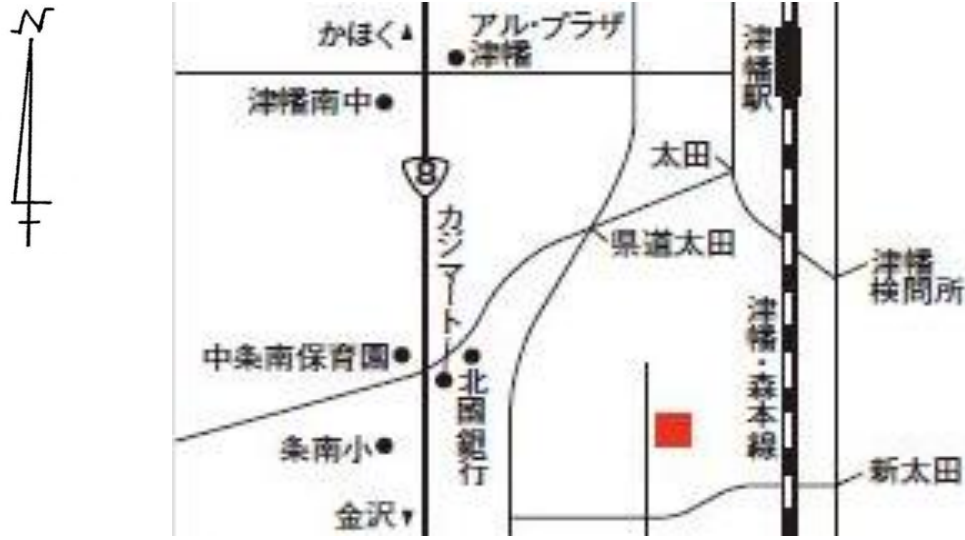 N
かほく▲
アル・プラザ
津幡
津幡駅
津幡南中
太田
8
カジマート
県道太田
津幡
検問所
津幡・森本線
中条南保育園
北國銀行
条南小
新太田
金沢▼